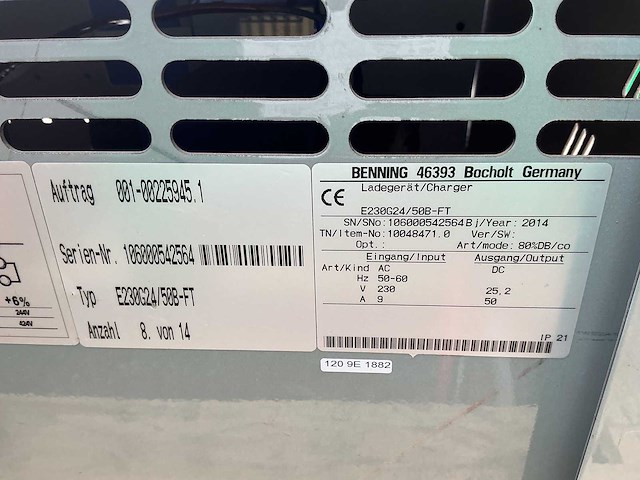 +6%
244V
424V
Auftrag 001-00225945.1
Serien-Nr. 106000542564
Typ E230G24/50B-FT
Anzahl 8. von 14
BENNING 46393 Bocholt Germany
CE Ladegerät/Charger
E230G24/50B-FT
SN/SNo: 106000542564 Bj/Year: 2014
TN/Item-No: 10048471.0 Ver/SW:
Opt.: Art/mode: 80%DB/co
Eingang/Input Ausgang/Output
Art/Kind AC DC
Hz 50-60
V 230 25,2
A 9 50
IP 21
120 9E 1882